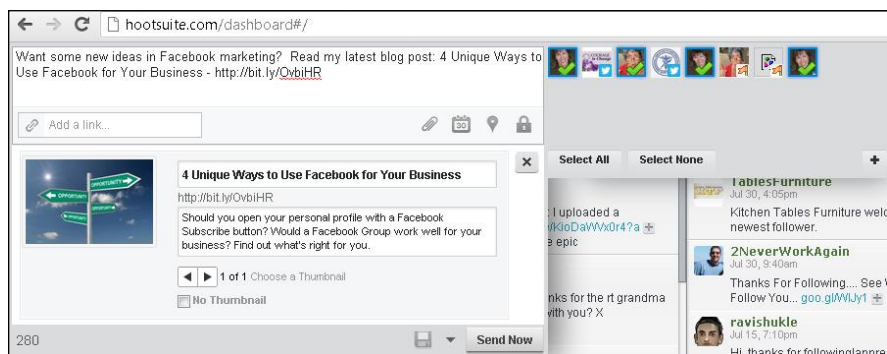 hootsuite.com/dashboard#/
Want some new ideas in Facebook marketing? Read my latest blog post: 4 Unique Ways to
Use Facebook for Your Business - http://bit.ly/OvbiHR
Add a link...
30
Select All Select None
OPPORTUNITY
OPPORTUNITY
4 Unique Ways to Use Facebook for Your Business
http://bit.ly/OvbiHR
Should you open your personal profile with a Facebook
Subscribe button? Would a Facebook Group work well for your
business? Find out what's right for you.
1 of 1 Choose a Thumbnail
No Thumbnail
280
Send Now
: I uploaded a
/KioDaWVx0r4?a
e epic
nks for the rt grandma
with you? X
TablesFurniture
Jul 30, 4:05pm
Kitchen Tables Furniture welc
newest follower.
2NeverWorkAgain
Jul 30, 9:40am
Thanks For Following.... See
Follow You... goo.gl/WlJy1
ravishukle
Jul 15, 7:10pm